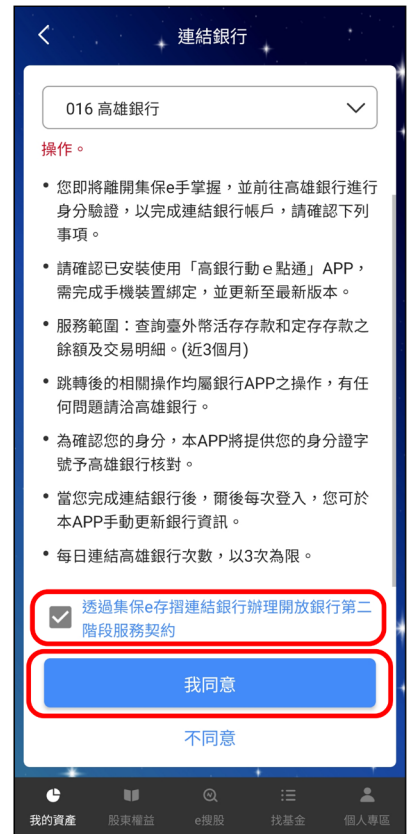 連結銀行
016 高雄銀行
操作。
• 您即將離開集保e手掌握,並前往高雄銀行進行
身分驗證,以完成連結銀行帳戶,請確認下列
事項。
• 請確認已安裝使用「高銀行動 e 點通」APP,
需完成手機裝置綁定,並更新至最新版本。
• 服務範圍:查詢臺外幣活存存款和定存存款之
餘額及交易明細。(近3個月)
• 跳轉後的相關操作均屬銀行APP之操作,有任
何問題請洽高雄銀行。
• 為確認您的身分,本APP將提供您的身分證字
號予高雄銀行核對。
• 當您完成連結銀行後,爾後每次登入,您可於
本APP手動更新銀行資訊。
• 每日連結高雄銀行次數,以3次為限。
透過集保e存摺連結銀行辦理開放銀行第二
階段服務契約
我同意
不同意
我的資產 股東權益 e搜股 找基金 個人專區